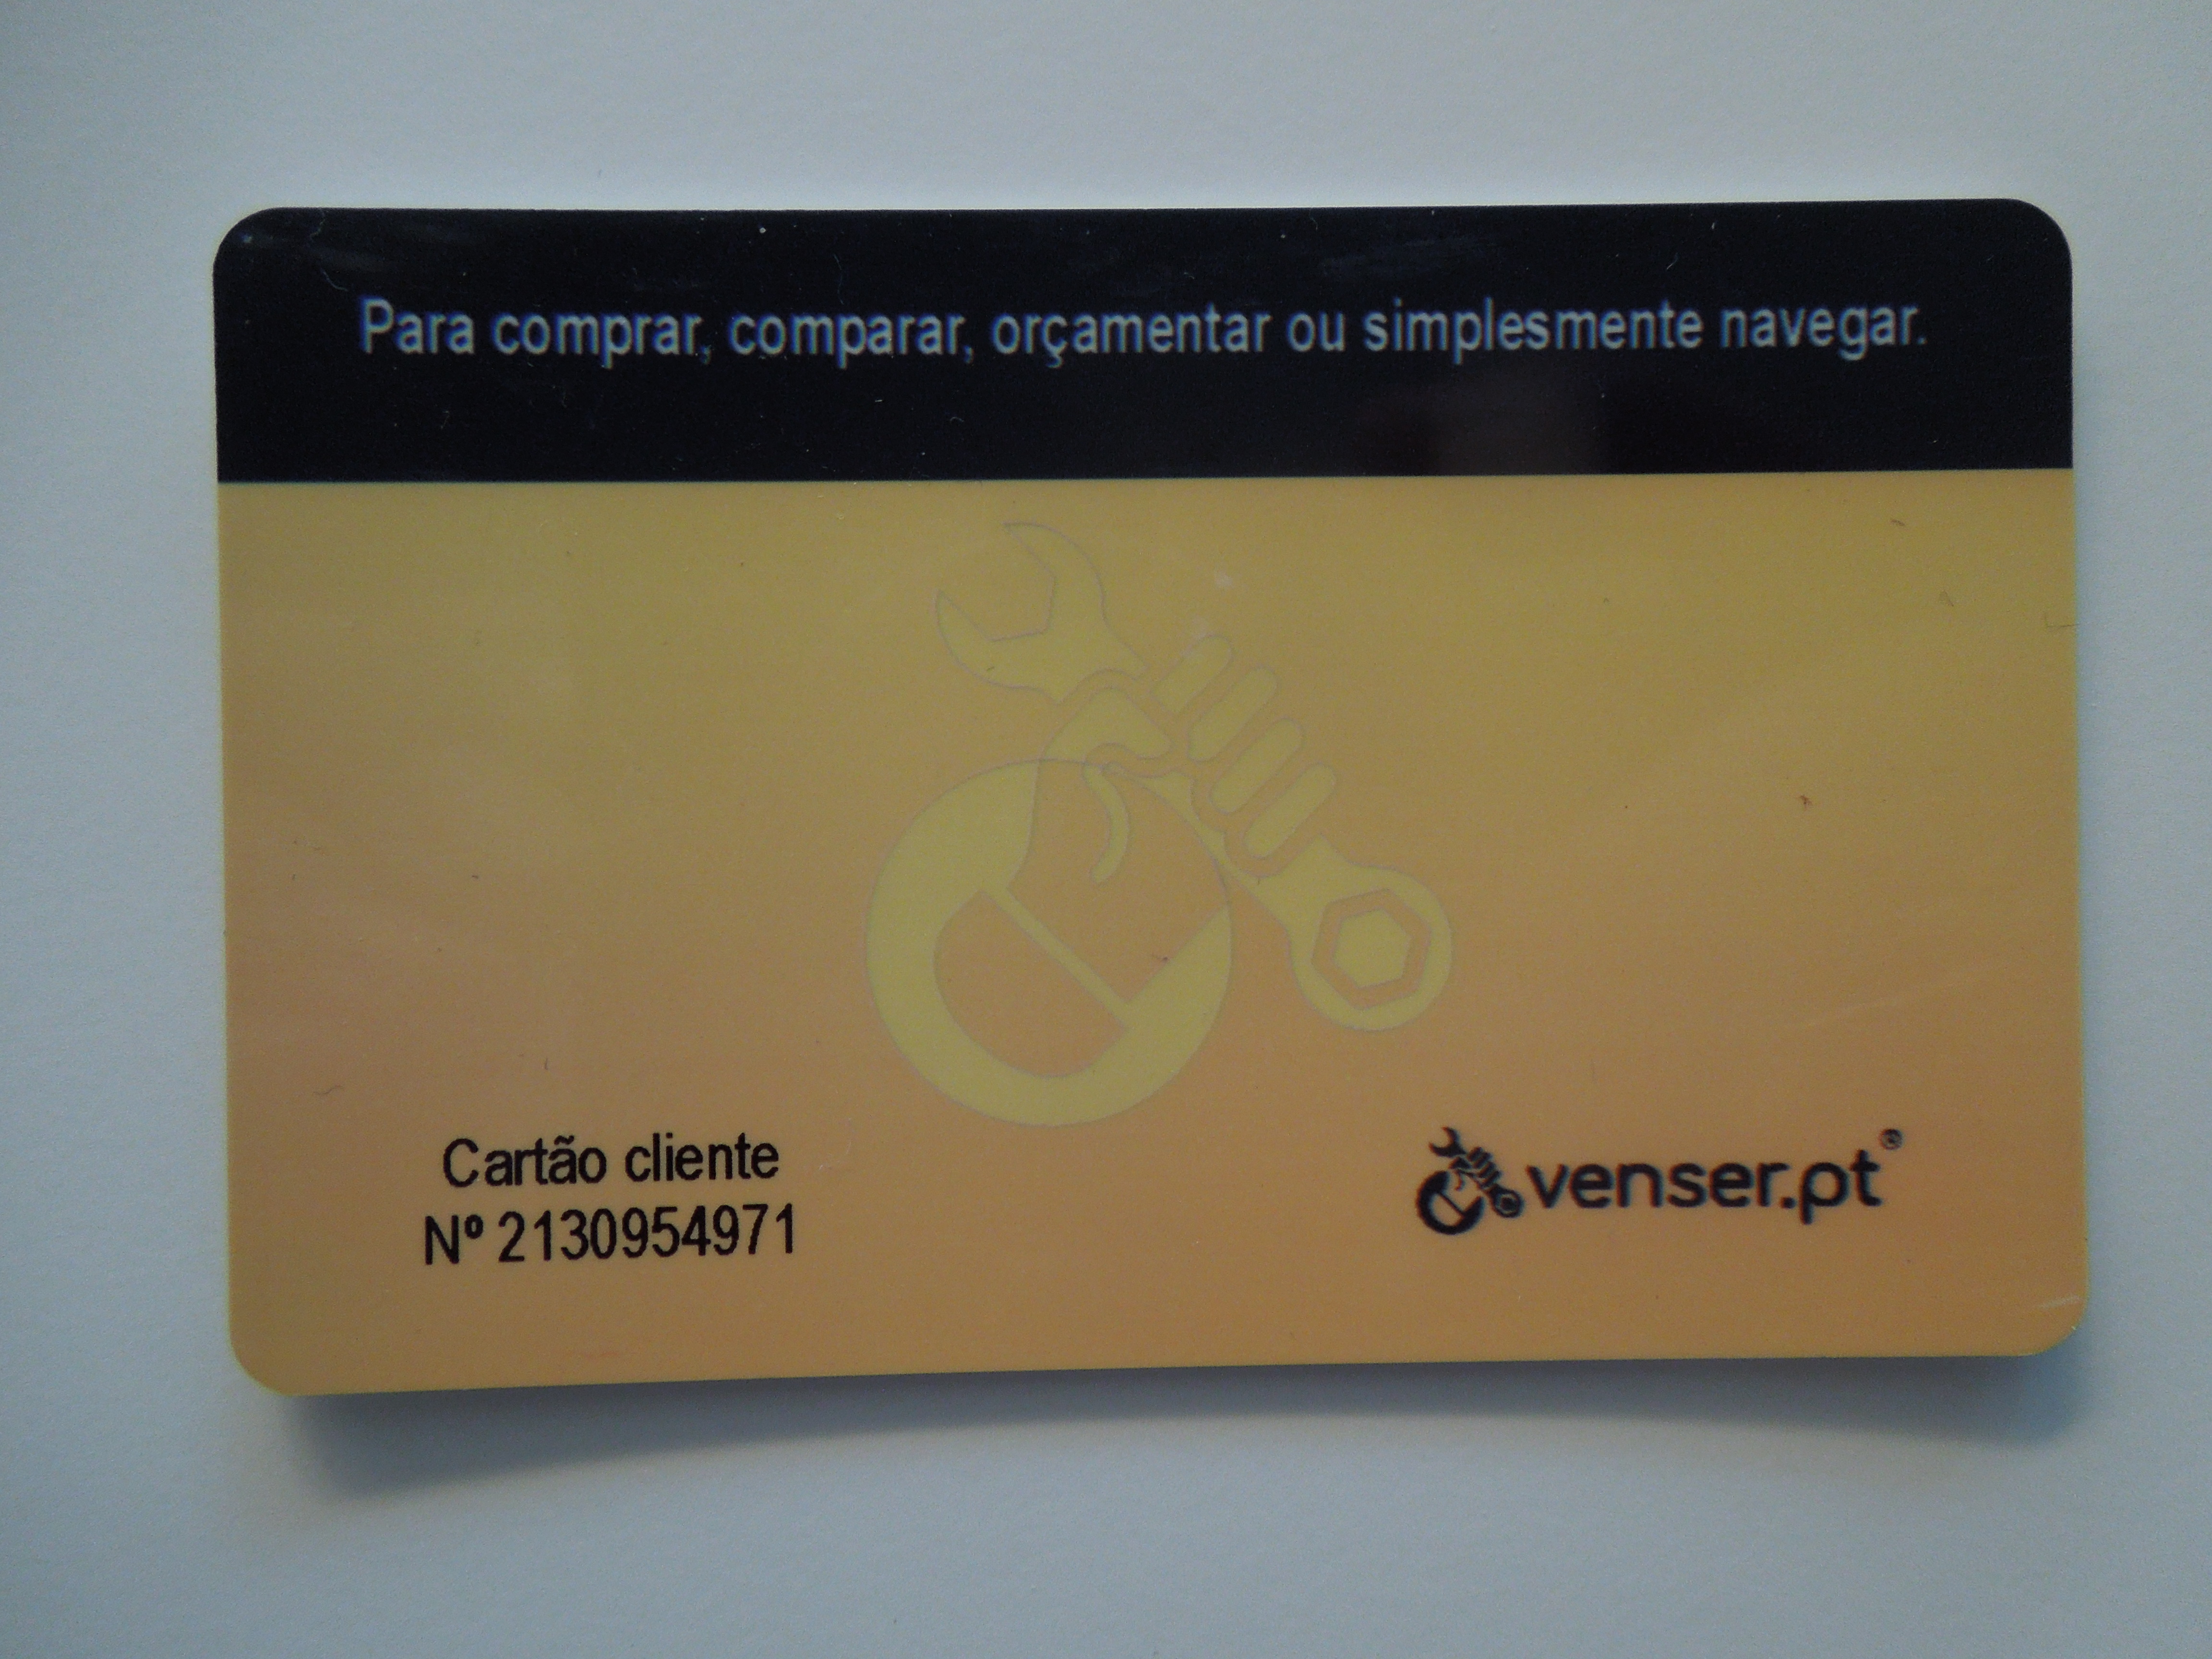 Para comprar, comparar, orçamentar ou simplesmente navegar.
Cartão cliente
Nº 2130954971
venser.pt®